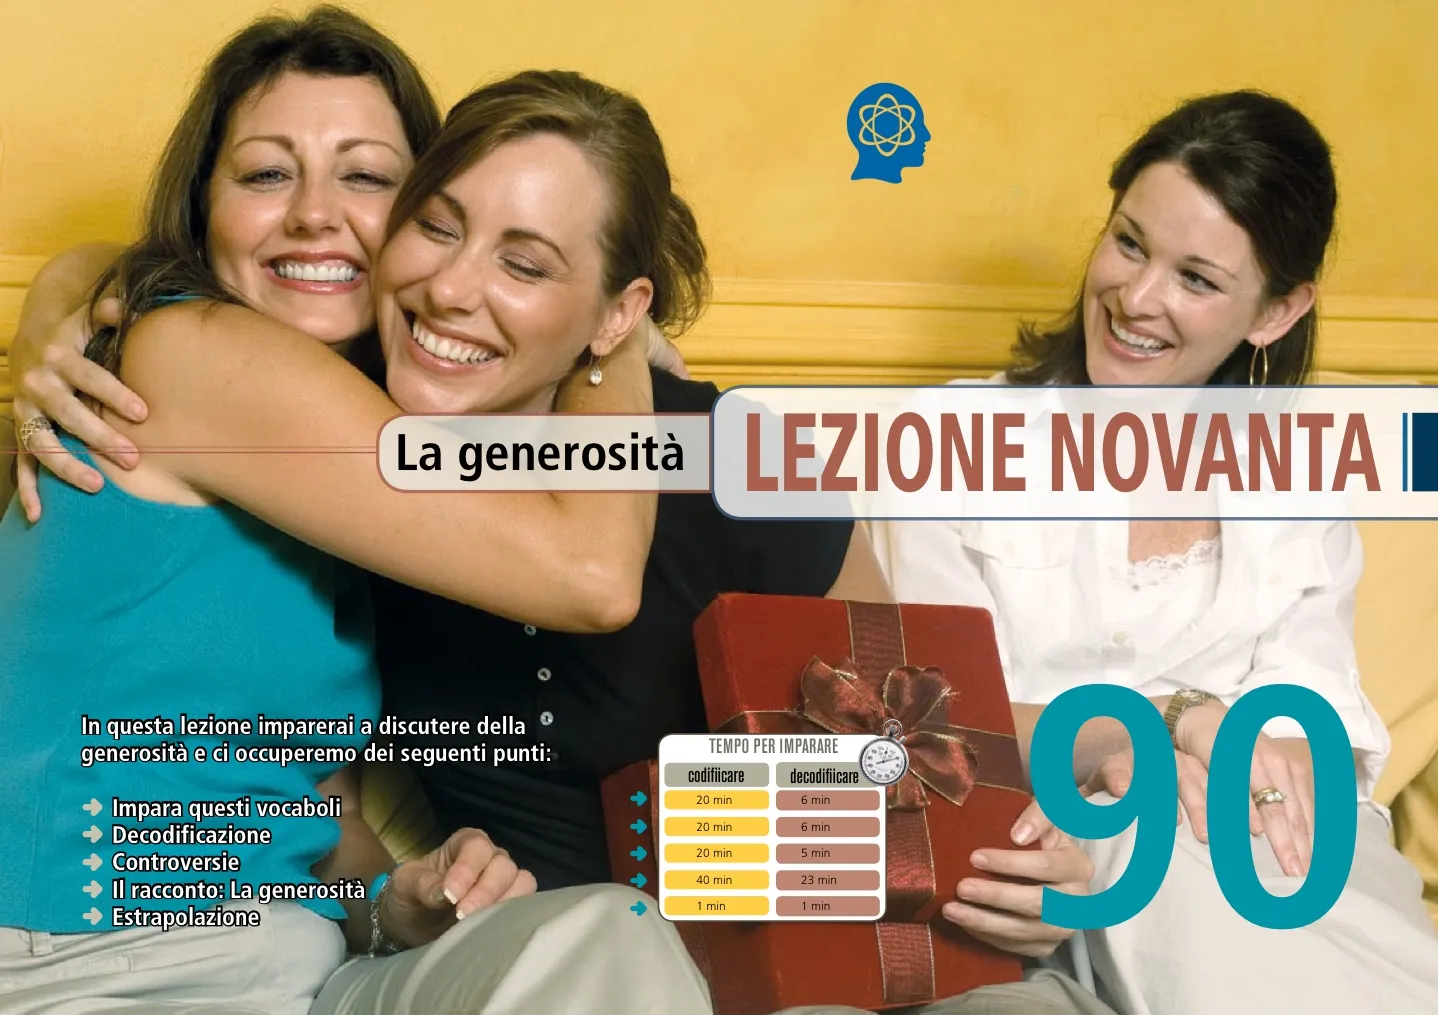 La generosità
LEZIONE NOVANTA
In questa lezione imparerai a discutere della
generosità e ci occuperemo dei seguenti punti:
Impara questi vocaboli
Decodificazione
Controversie
Il racconto: La generosità
Estrapolazione
TEMPO PER IMPARARE
codifiicare decodifiicare
20 min 6 min
20 min 6 min
20 min 5 min
40 min 23 min
1 min 1 min
90